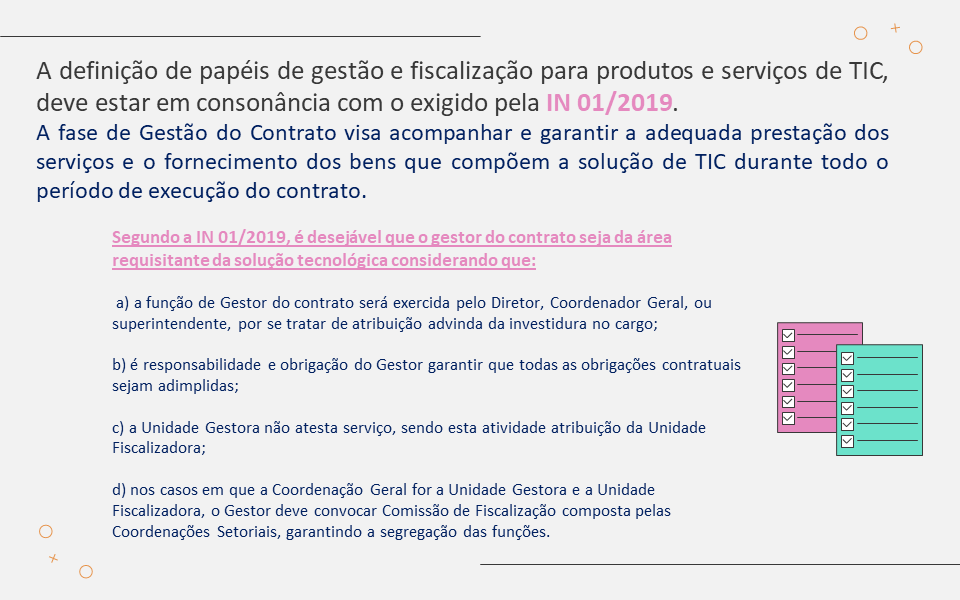 A definição de papéis de gestão e fiscalização para produtos e serviços de TIC,
deve estar em consonância com o exigido pela IN 01/2019.
A fase de Gestão do Contrato visa acompanhar e garantir a adequada prestação dos
serviços e o fornecimento dos bens que compõem a solução de TIC durante todo o
período de execução do contrato.
Segundo a IN 01/2019, é desejável que o gestor do contrato seja da área
requisitante da solução tecnológica considerando que:
a) a função de Gestor do contrato será exercida pelo Diretor, Coordenador Geral, ou
superintendente, por se tratar de atribuição advinda da investidura no cargo;
b) é responsabilidade e obrigação do Gestor garantir que todas as obrigações contratuais
sejam adimplidas;
c) a Unidade Gestora não atesta serviço, sendo esta atividade atribuição da Unidade
Fiscalizadora;
d) nos casos em que a Coordenação Geral for a Unidade Gestora e a Unidade
Fiscalizadora, o Gestor deve convocar Comissão de Fiscalização composta pelas
Coordenações Setoriais, garantindo a segregação das funções.